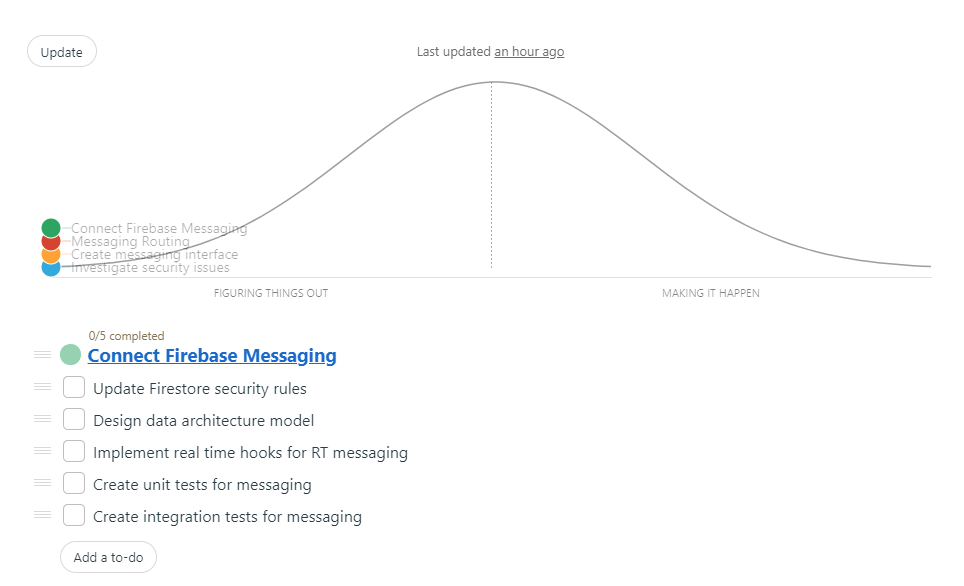 Update
Last updated an hour ago
Connect Firebase Messaging
Messaging Routing
Create messaging interface
Investigate security issues
FIGURING THINGS OUT
MAKING IT HAPPEN
0/5 completed
Connect Firebase Messaging
Update Firestore security rules
Design data architecture model
Implement real time hooks for RT messaging
Create unit tests for messaging
Create integration tests for messaging
Add a to-do